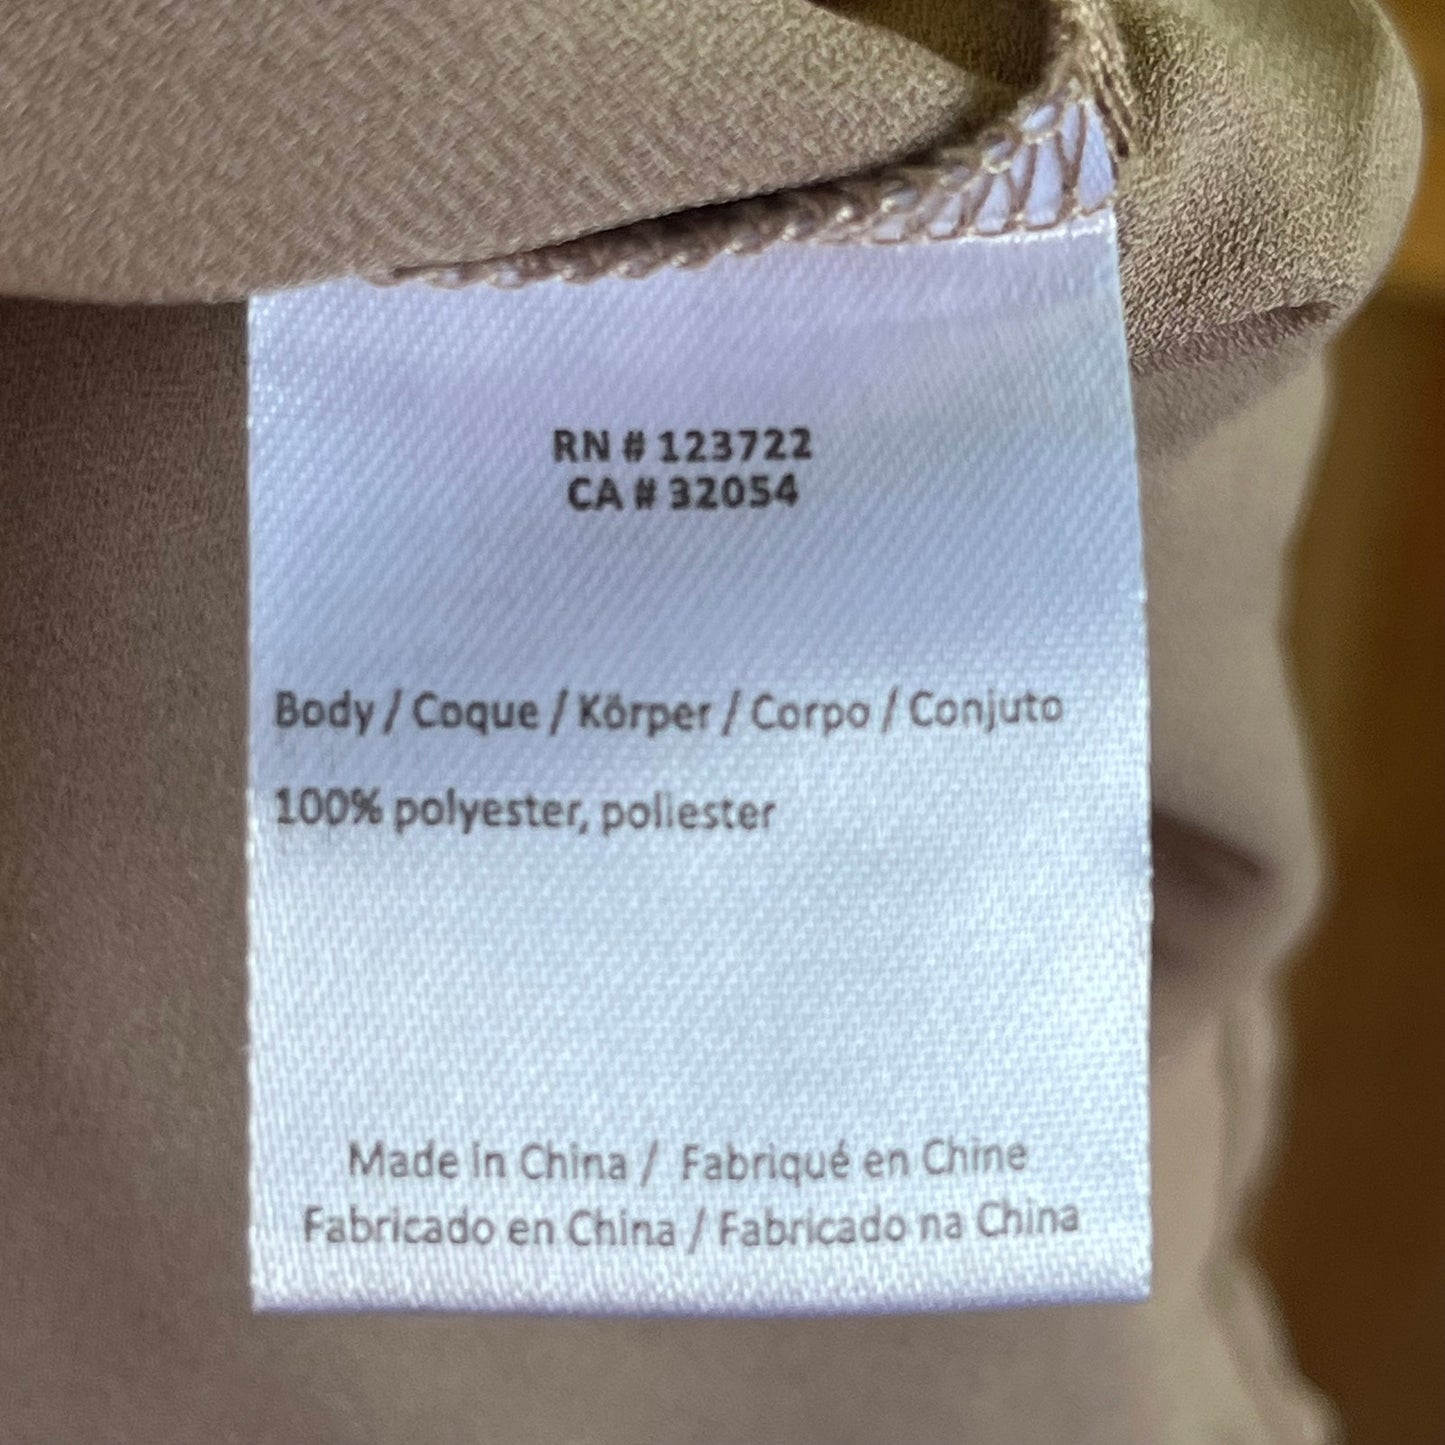 RN # 123722
CA # 32054
Body / Coque / Körper / Corpo / Conjuto
100% polyester, poliester
Made in China / Fabriqué en Chine
Fabricado en China / Fabricado na China